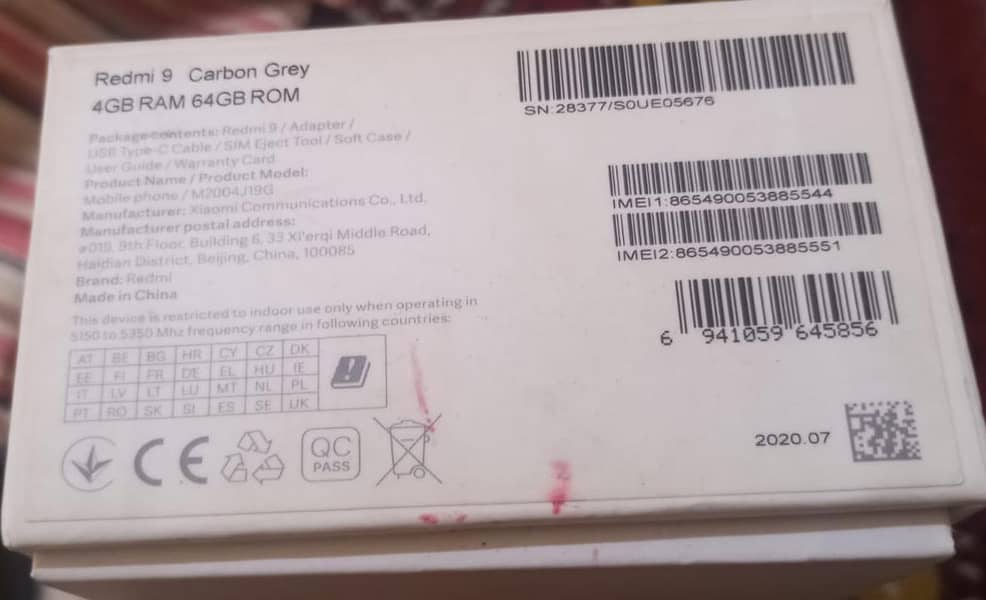 Redmi 9 Carbon Grey
4GB RAM 64GB ROM
Package contents: Redmi 9 / Adapter /
USB Type-C Cable / SIM Eject Tool / Soft Case /
User Guide / Warranty Card
Product Name / Product Model:
Mobile phone / M2004J19G
Manufacturer: Xiaomi Communications Co., Ltd.
Manufacturer postal address:
#019, 9th Floor, Building 6, 33 Xi'erqi Middle Road,
Haidian District, Beijing, China, 100085
Brand: Redmi
Made in China
This device is restricted to indoor use only when operating in
5150 to 5350 Mhz frequency range in following countries:
AT BE BG HR CY CZ DK
EE FI FR DE EL HU IE
IT LV LT LU MT NL PL
PT RO SK SI ES SE UK
CE
QC
PASS
SN:28377/S0UE05676
IMEI1:865490053885544
IMEI2:865490053885551
6 941059 645856
2020.07